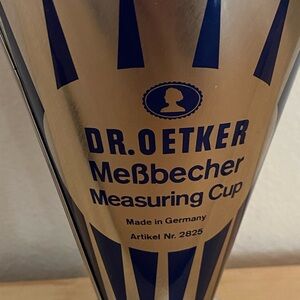 DR.OETKER
Meßbecher
Measuring Cup
Made in Germany
Artikel Nr. 2825